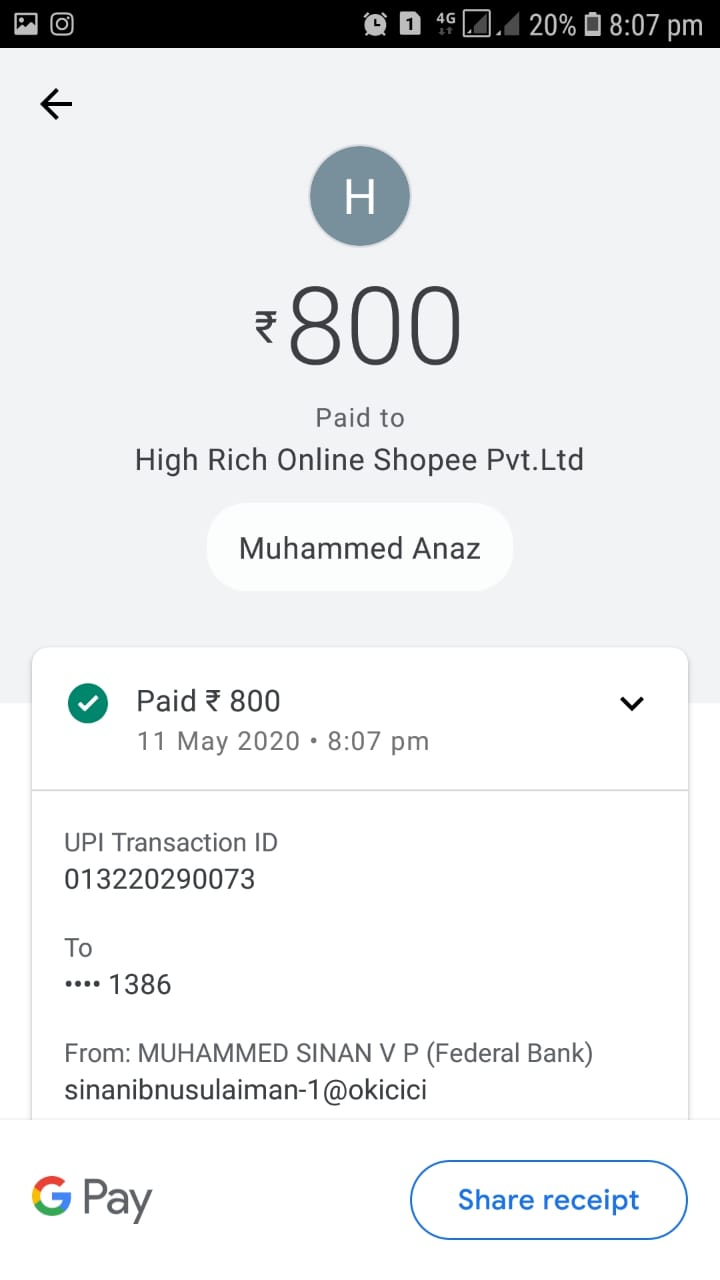 1 4G 20% 8:07 pm
H
₹800
Paid to
High Rich Online Shopee Pvt.Ltd
Muhammed Anaz
Paid ₹ 800
11 May 2020 • 8:07 pm
UPI Transaction ID
013220290073
To
•••• 1386
From: MUHAMMED SINAN V P (Federal Bank)
sinanibnusulaiman-1@okicici
G Pay
Share receipt